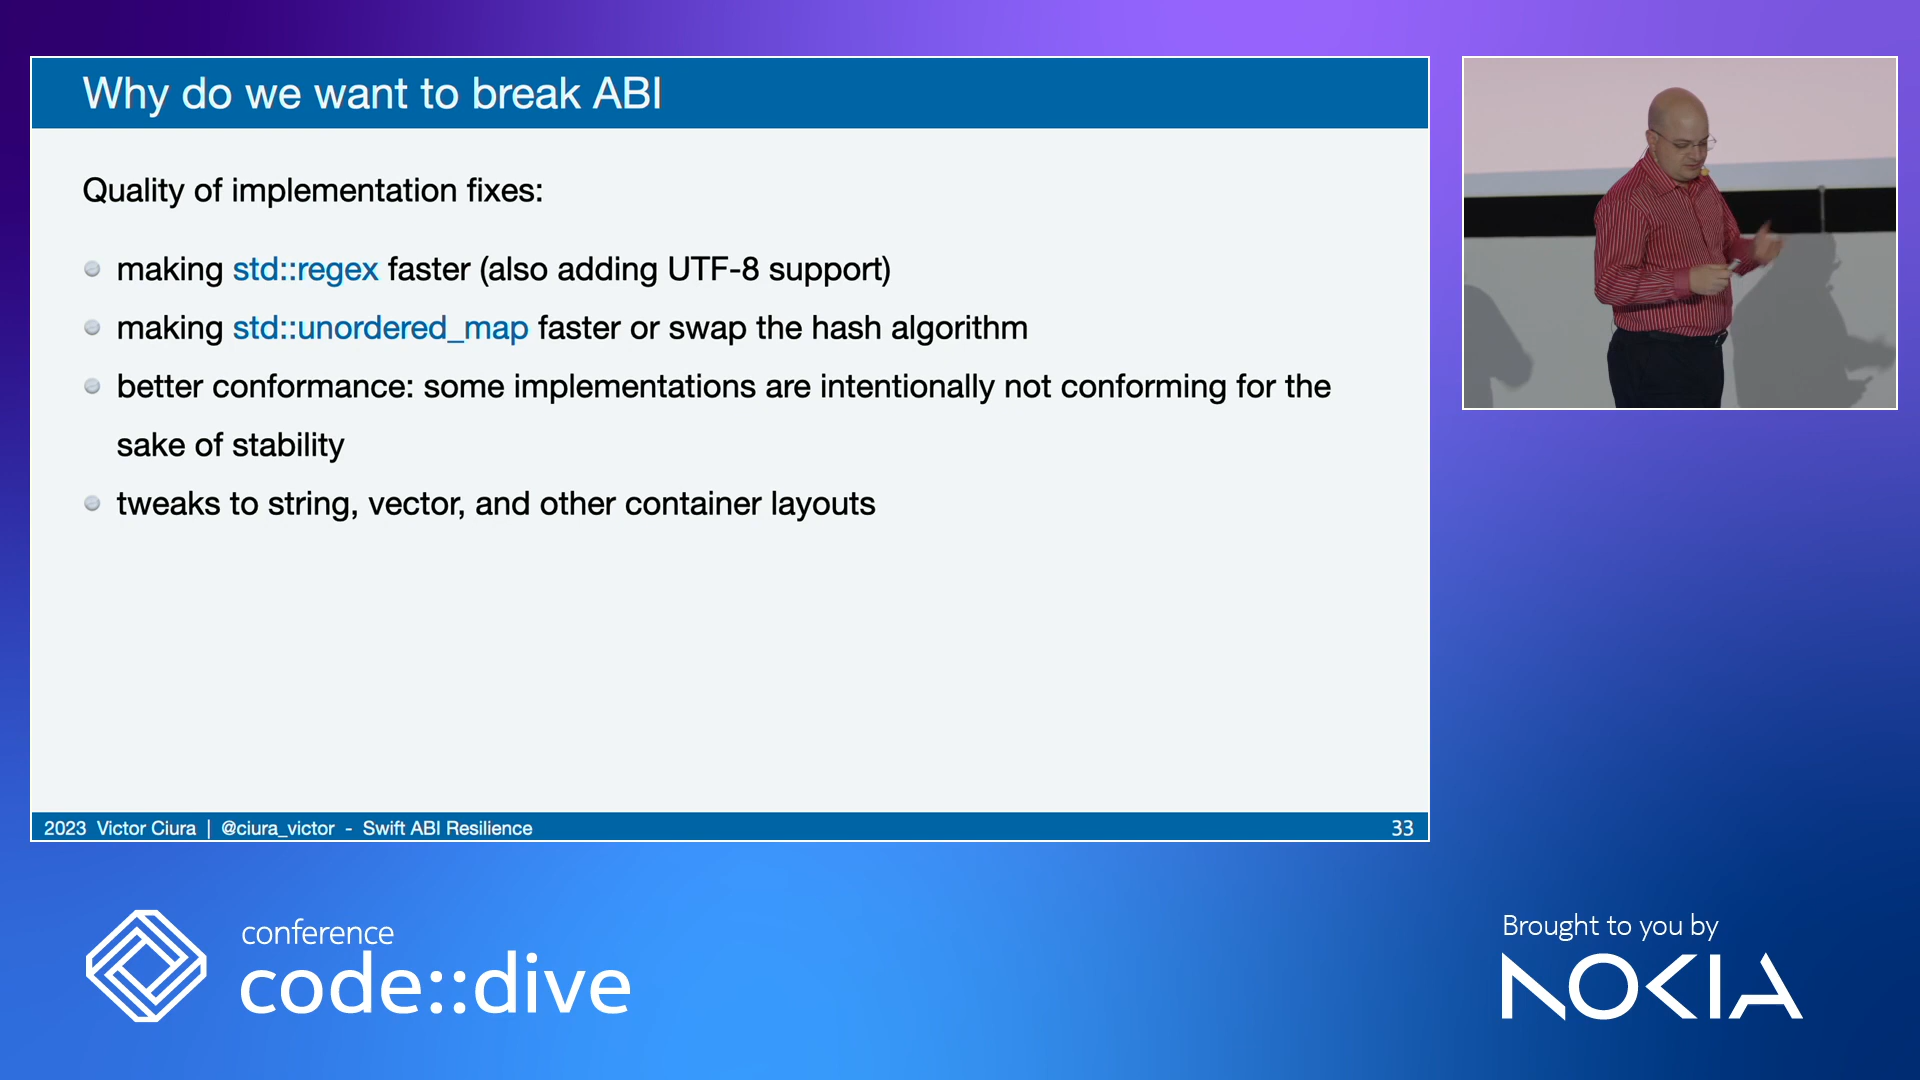 Why do we want to break ABI
Quality of implementation fixes:
making std::regex faster (also adding UTF-8 support)
making std::unordered_map faster or swap the hash algorithm
better conformance: some implementations are intentionally not conforming for the
sake of stability
tweaks to string, vector, and other container layouts
2023 Victor Ciura | @ciura_victor - Swift ABI Resilience
33
conference
code::dive
Brought to you by
NOKIA